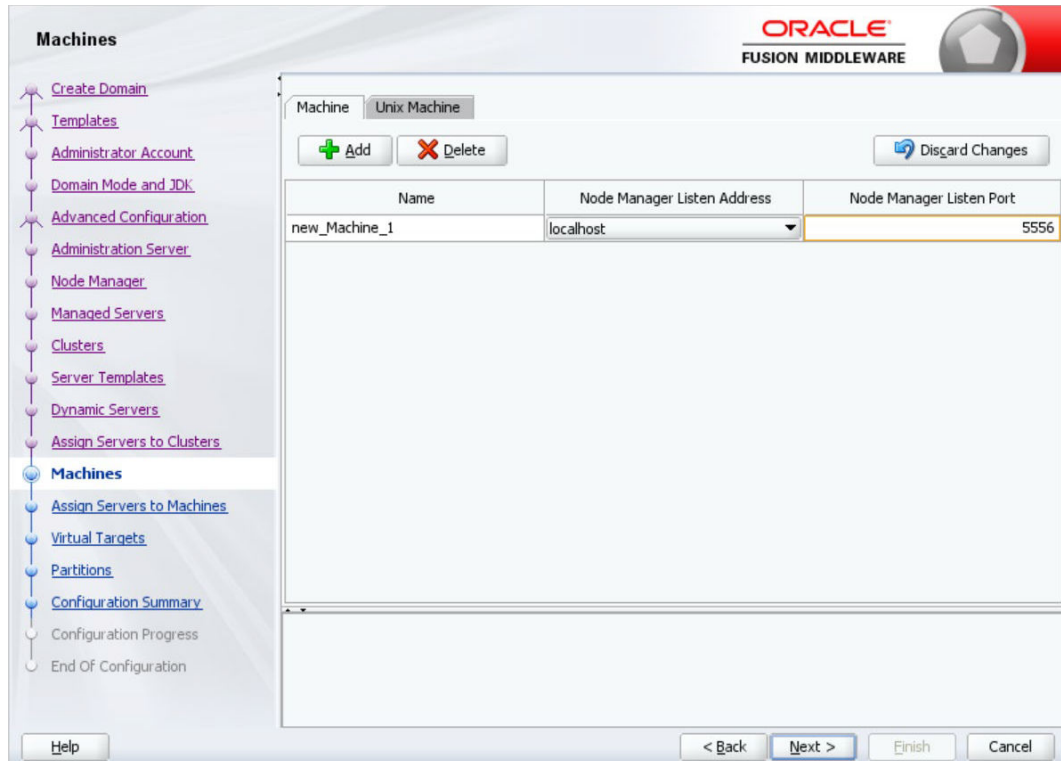 Machines
ORACLE
FUSION MIDDLEWARE
Create Domain
Templates
Administrator Account
Domain Mode and JDK
Advanced Configuration
Administration Server
Node Manager
Managed Servers
Clusters
Server Templates
Dynamic Servers
Assign Servers to Clusters
Machines
Assign Servers to Machines
Virtual Targets
Partitions
Configuration Summary
Configuration Progress
End Of Configuration
Machine Unix Machine
Add Delete Discard Changes
Name Node Manager Listen Address Node Manager Listen Port
new_Machine_1 localhost 5556
Help < Back Next > Finish Cancel